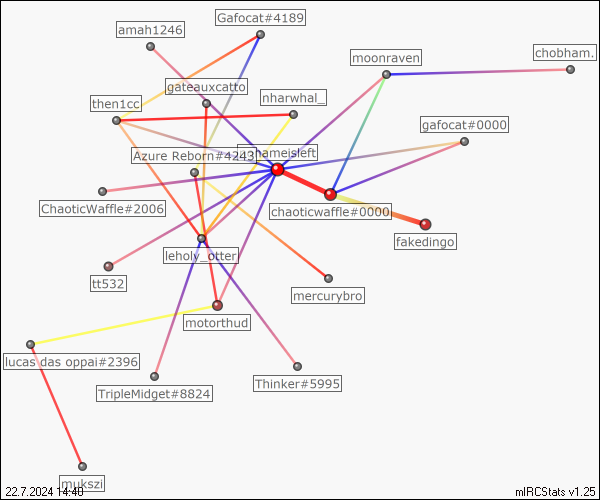 Gafocat#4189
amah1246
moonraven
chobham.
gateauxcatto
nharwhal_
then1cc
gafocat#0000
Azure Reborn#4243
hameisleft
ChaoticWaffle#2006
chaoticwaffle#0000
fakedingo
leholy_otter
tt532
mercurybro
motorthud
lucas das oppai#2396
Thinker#5995
TripleMidget#8824
mukszi
22.7.2024 14:40
mIRCStats v1.25